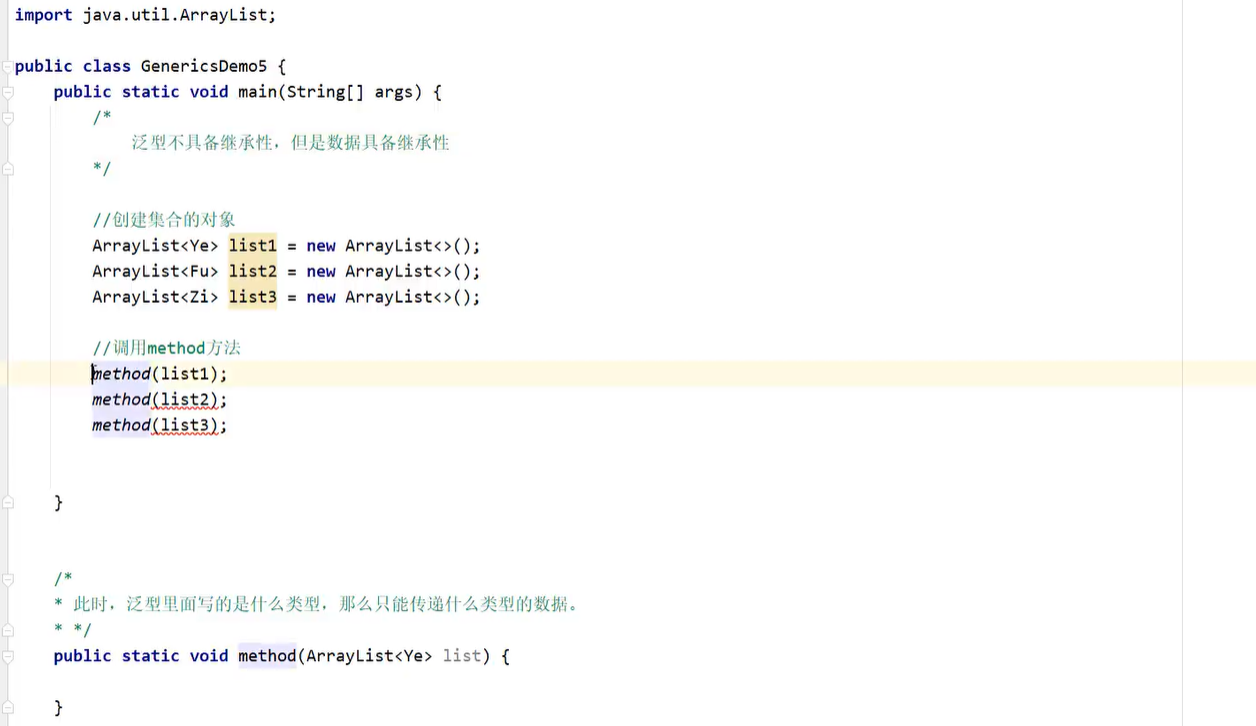 import java.util.ArrayList;
public class GenericsDemo5 {
public static void main(String[] args) {
/*
泛型不具备继承性，但是数据具备继承性
*/
//创建集合的对象
ArrayList<Ye> list1 = new ArrayList<>();
ArrayList<Fu> list2 = new ArrayList<>();
ArrayList<Zi> list3 = new ArrayList<>();
//调用method方法
method(list1);
method(list2);
method(list3);
}
/*
* 此时，泛型里面写的是什么类型，那么只能传递什么类型的数据。
* */
public static void method(ArrayList<Ye> list) {
}